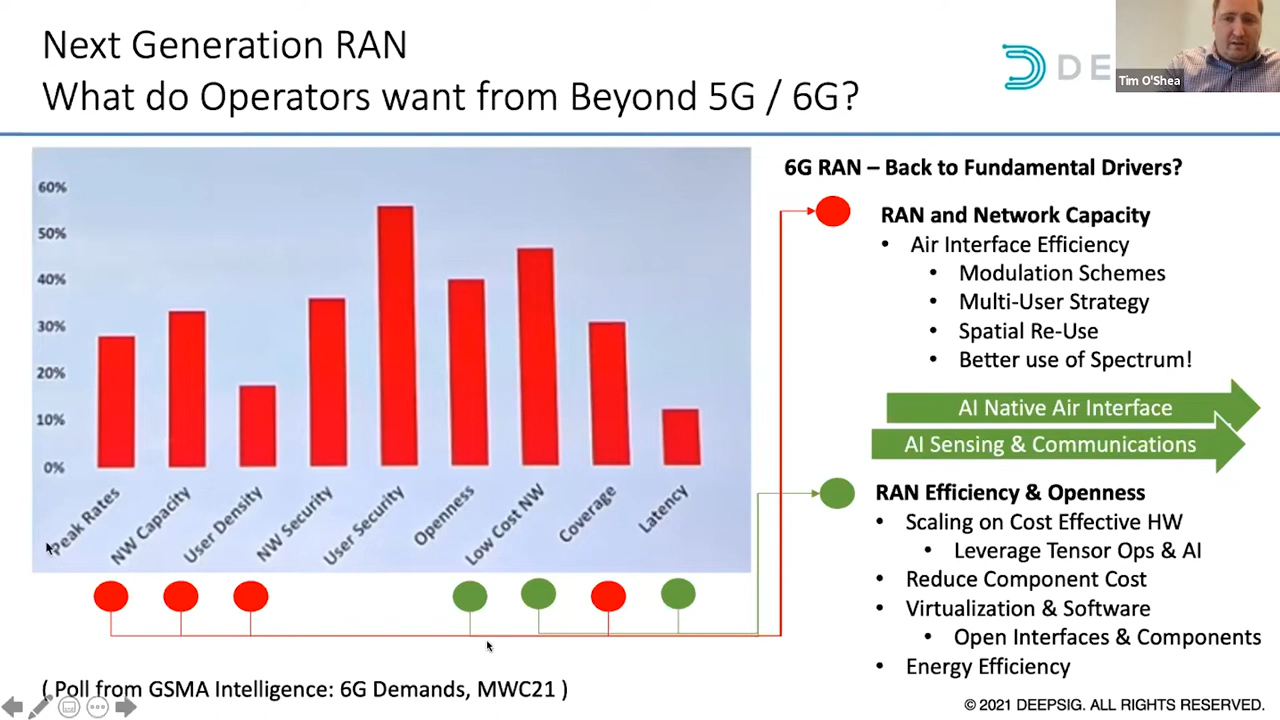 Next Generation RAN
What do Operators want from Beyond 5G / 6G?
DE
Tim O'Shea
60%
50%
40%
30%
20%
10%
0%
Peak Rates
NW Capacity
User Density
NW Security
User Security
Openness
Low Cost NW
Coverage
Latency
( Poll from GSMA Intelligence: 6G Demands, MWC21 )
6G RAN – Back to Fundamental Drivers?
RAN and Network Capacity
• Air Interface Efficiency
• Modulation Schemes
• Multi-User Strategy
• Spatial Re-Use
• Better use of Spectrum!
AI Native Air Interface
AI Sensing & Communications
RAN Efficiency & Openness
• Scaling on Cost Effective HW
• Leverage Tensor Ops & AI
• Reduce Component Cost
• Virtualization & Software
• Open Interfaces & Components
• Energy Efficiency
© 2021 DEEPSIG. ALL RIGHTS RESERVED.